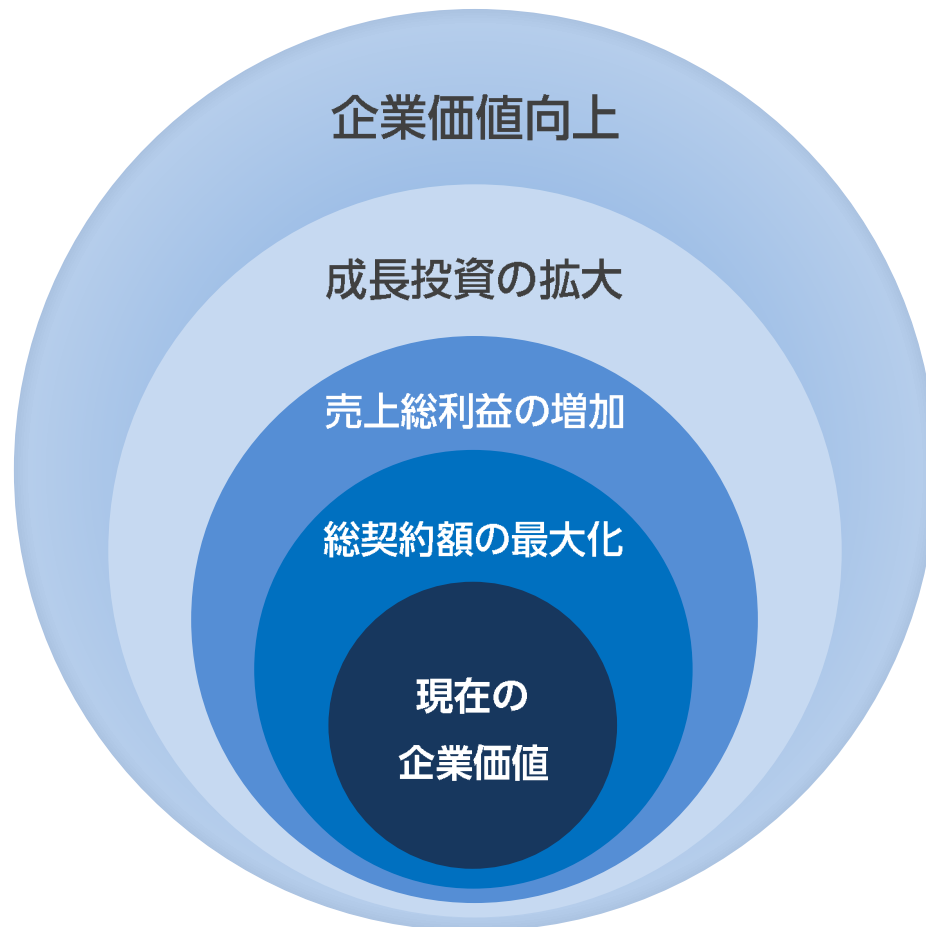 企業価値向上
成長投資の拡大
売上総利益の増加
総契約額の最大化
現在の
企業価値